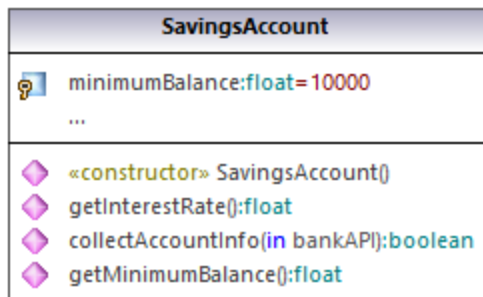 SavingsAccount
minimumBalance:float=10000
...
«constructor» SavingsAccount()
getInterestRate():float
collectAccountInfo(in bankAPI):boolean
getMinimumBalance():float